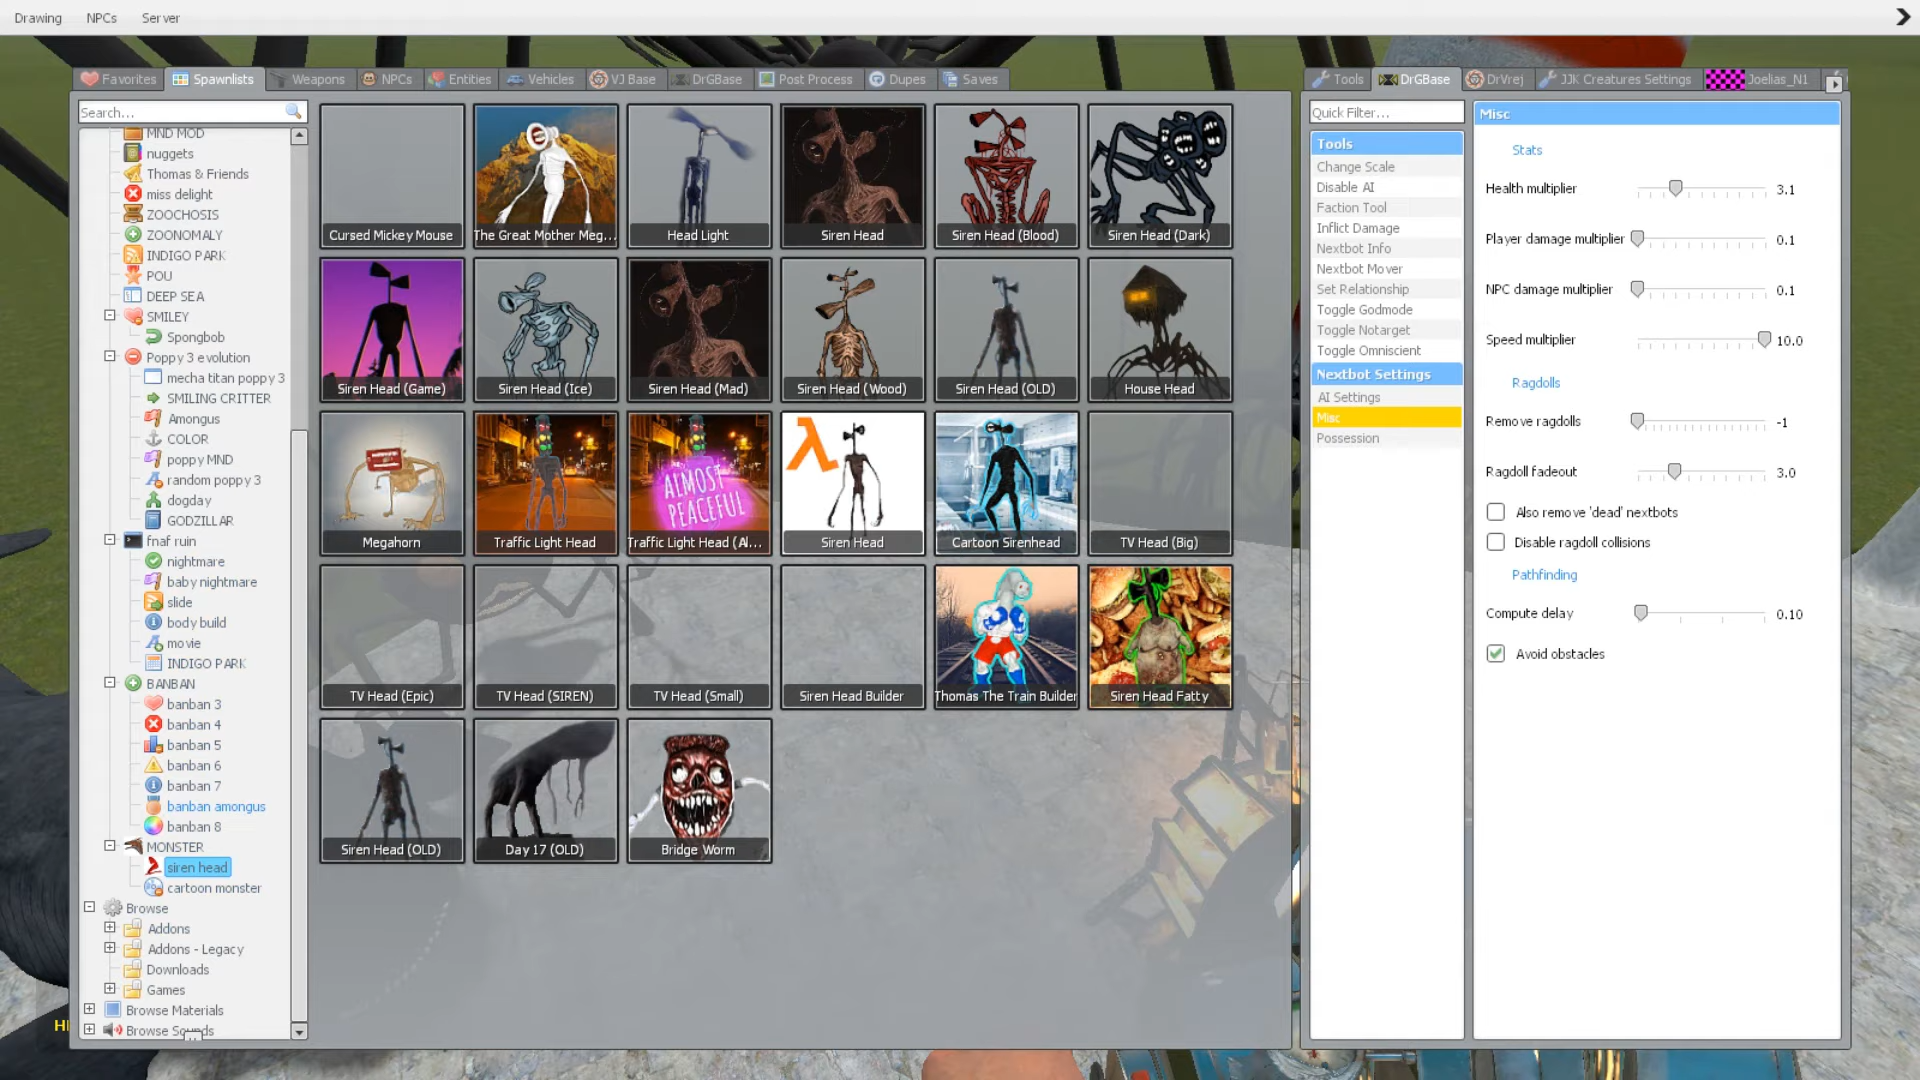 Drawing NPCs Server
Favorites Spawnlists Weapons NPCs Entities Vehicles VJ Base DrGBase Post Process Dupes Saves
Search...
MND MOD
nuggets
Thomas & Friends
miss delight
ZOOCHOSIS
ZOONOMALY
INDIGO PARK
POU
DEEP SEA
SMILEY
Spongbob
Poppy 3 evolution
mecha titan poppy 3
SMILING CRITTER
Amongus
COLOR
poppy MND
random poppy 3
dogday
GODZILLAR
fnaf ruin
nightmare
baby nightmare
slide
body build
movie
INDIGO PARK
BANBAN
banban 3
banban 4
banban 5
banban 6
banban 7
banban amongus
banban 8
MONSTER
siren head
cartoon monster
Browse
Addons
Addons - Legacy
Downloads
Games
Browse Materials
Browse Sounds
Cursed Mickey Mouse The Great Mother Meg... Head Light Siren Head Siren Head (Blood) Siren Head (Dark)
Siren Head (Game) Siren Head (Ice) Siren Head (Mad) Siren Head (Wood) Siren Head (OLD) House Head
ALMOST
PEACEFUL
Megahorn Traffic Light Head Traffic Light Head (Al... Siren Head Cartoon Sirenhead TV Head (Big)
TV Head (Epic) TV Head (SIREN) TV Head (Small) Siren Head Builder Thomas The Train Builder Siren Head Fatty
Siren Head (OLD) Day 17 (OLD) Bridge Worm
Tools DrGBase DrVrej JJK Creatures Settings Joelias_N1
Quick Filter...
Tools
Change Scale
Disable AI
Faction Tool
Inflict Damage
Nextbot Info
Nextbot Mover
Set Relationship
Toggle Godmode
Toggle Notarget
Toggle Omniscient
Nextbot Settings
AI Settings
Misc
Possession
Misc
Stats
Health multiplier 3.1
Player damage multiplier 0.1
NPC damage multiplier 0.1
Speed multiplier 10.0
Ragdolls
Remove ragdolls -1
Ragdoll fadeout 3.0
Also remove 'dead' nextbots
Disable ragdoll collisions
Pathfinding
Compute delay 0.10
Avoid obstacles